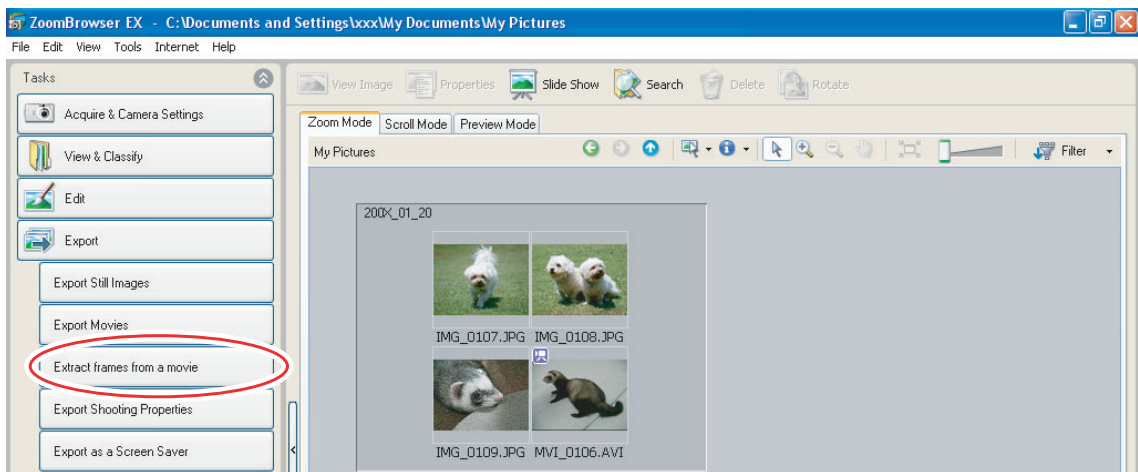 ZoomBrowser EX - C:\Documents and Settings\xxx\My Documents\My Pictures
File Edit View Tools Internet Help
Tasks
Acquire & Camera Settings
View & Classify
Edit
Export
Export Still Images
Export Movies
Extract frames from a movie
Export Shooting Properties
Export as a Screen Saver
View Image Properties Slide Show Search Delete Rotate
Zoom Mode Scroll Mode Preview Mode
My Pictures Filter
200X_01_20
IMG_0107.JPG IMG_0108.JPG
IMG_0109.JPG MVI_0106.AVI